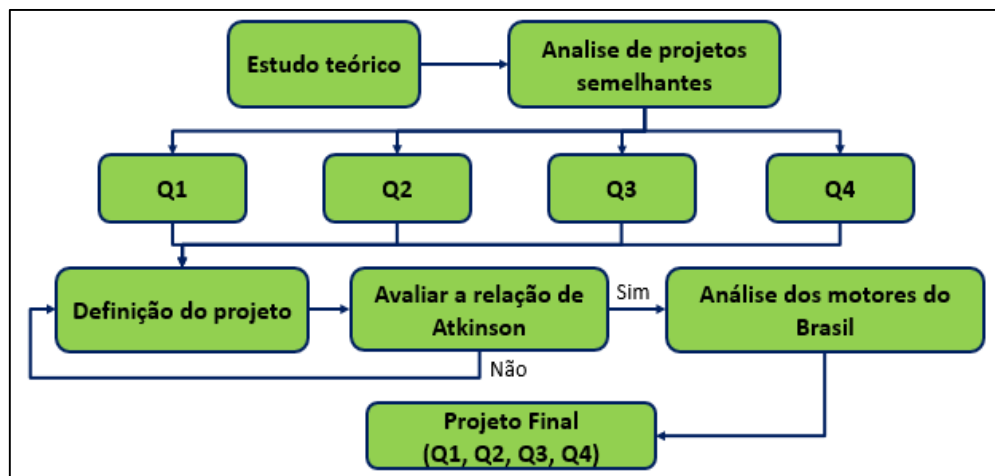 Estudo teórico
Analise de projetos
semelhantes
Q1
Q2
Q3
Q4
Definição do projeto
Avaliar a relação de
Atkinson
Sim
Análise dos motores do
Brasil
Não
Projeto Final
(Q1, Q2, Q3, Q4)